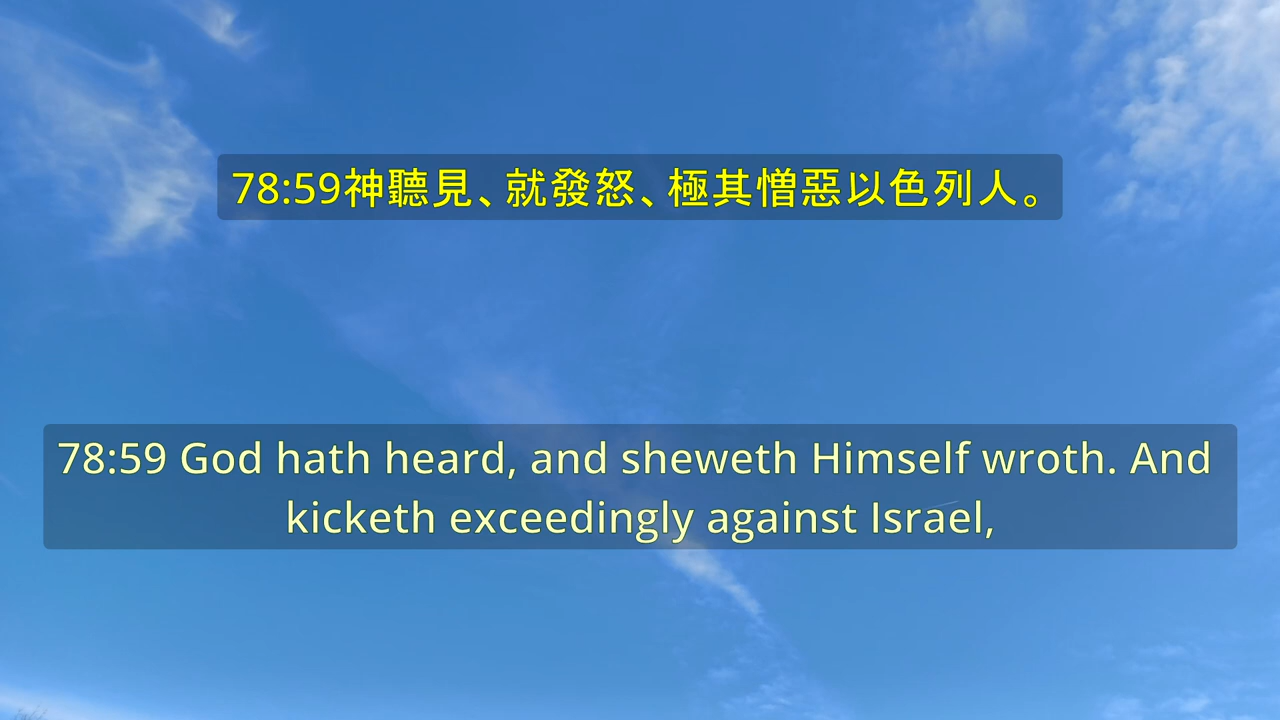 78:59神聽見、就發怒、極其憎惡以色列人。
78:59 God hath heard, and sheweth Himself wroth. And
kicketh exceedingly against Israel,